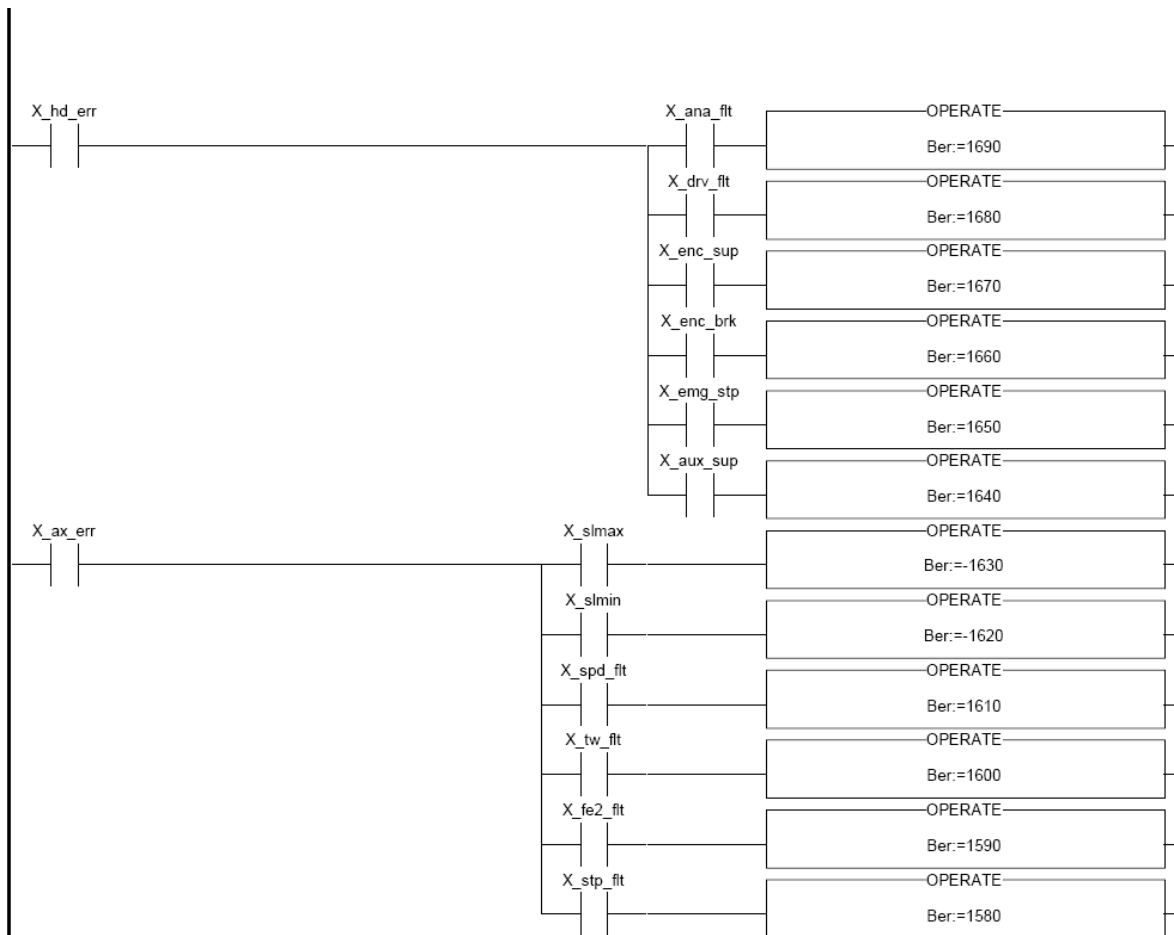 X_hd_err
X_ana_flt
OPERATE
Ber:=1690
X_drv_flt
OPERATE
Ber:=1680
X_enc_sup
OPERATE
Ber:=1670
X_enc_brk
OPERATE
Ber:=1660
X_emg_stp
OPERATE
Ber:=1650
X_aux_sup
OPERATE
Ber:=1640
X_ax_err
X_slmax
OPERATE
Ber:=-1630
X_slmin
OPERATE
Ber:=-1620
X_spd_flt
OPERATE
Ber:=1610
X_tw_flt
OPERATE
Ber:=1600
X_fe2_flt
OPERATE
Ber:=1590
X_stp_flt
OPERATE
Ber:=1580